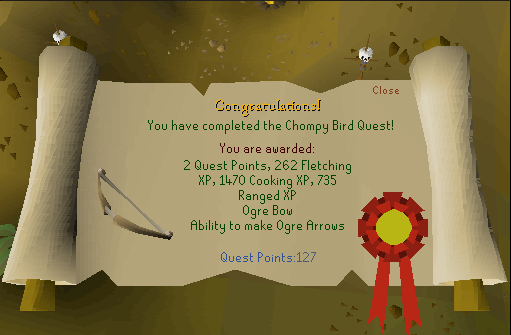 Close
Congratulations!
You have completed the Chompy Bird Quest!
You are awarded:
2 Quest Points, 262 Fletching
XP, 1470 Cooking XP, 735
Ranged XP
Ogre Bow
Ability to make Ogre Arrows
Quest Points:127